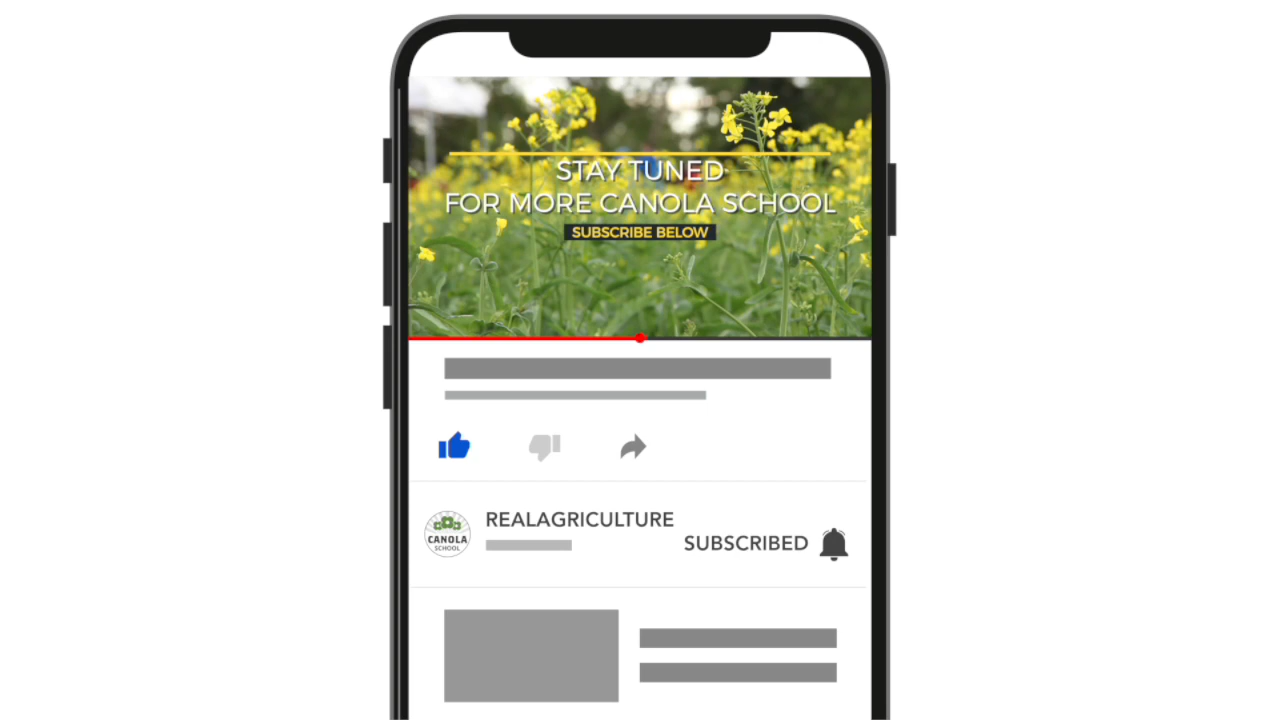 STAY TUNED
FOR MORE CANOLA SCHOOL
SUBSCRIBE BELOW
REALAGRICULTURE
CANOLA
SCHOOL
SUBSCRIBED